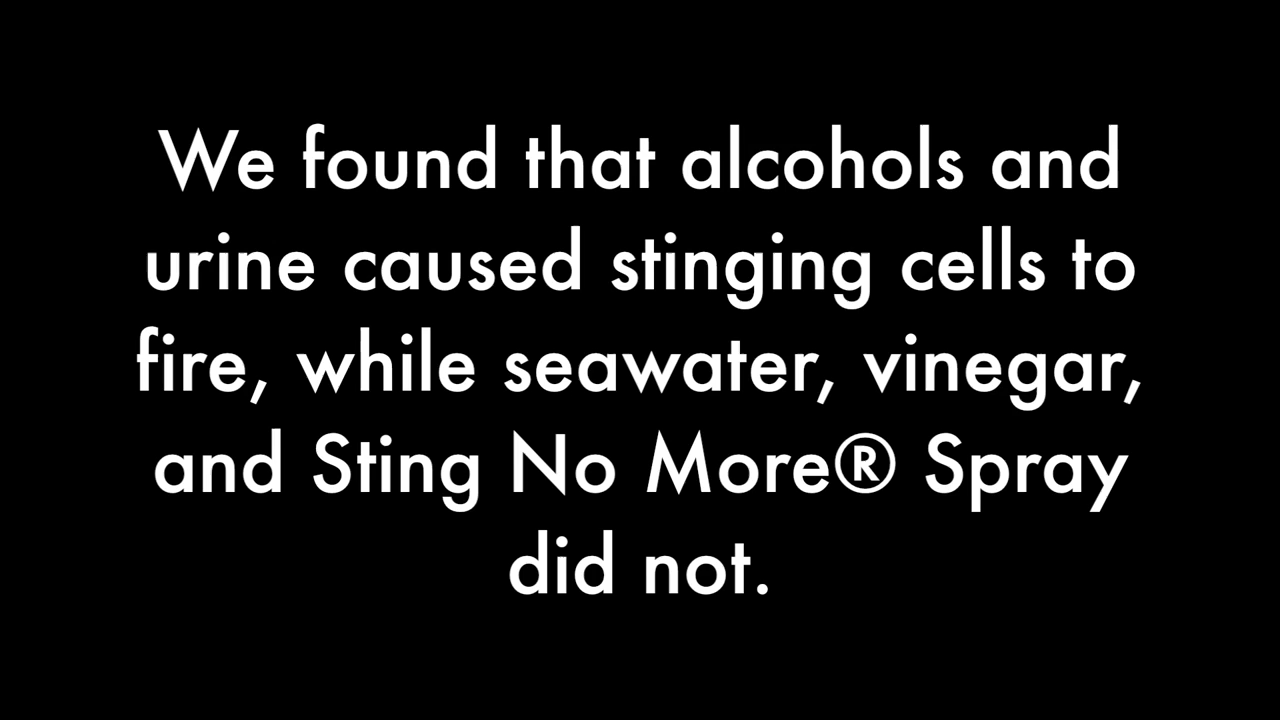 We found that alcohols and
urine caused stinging cells to
fire, while seawater, vinegar,
and Sting No More® Spray
did not.